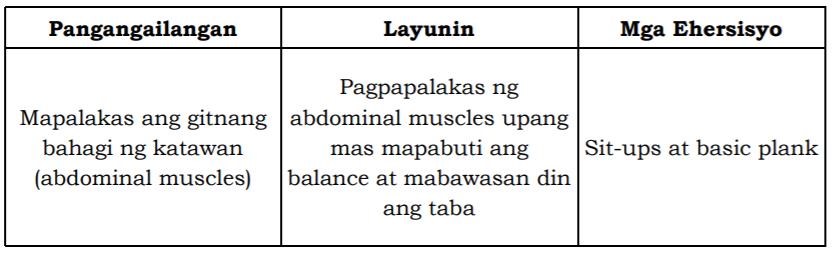 Pangangailangan
Layunin
Mga Ehersisyo
Mapalakas ang gitnang
bahagi ng katawan
(abdominal muscles)
Pagpapalakas ng
abdominal muscles upang
mas mapabuti ang
balance at mabawasan din
ang taba
Sit-ups at basic plank